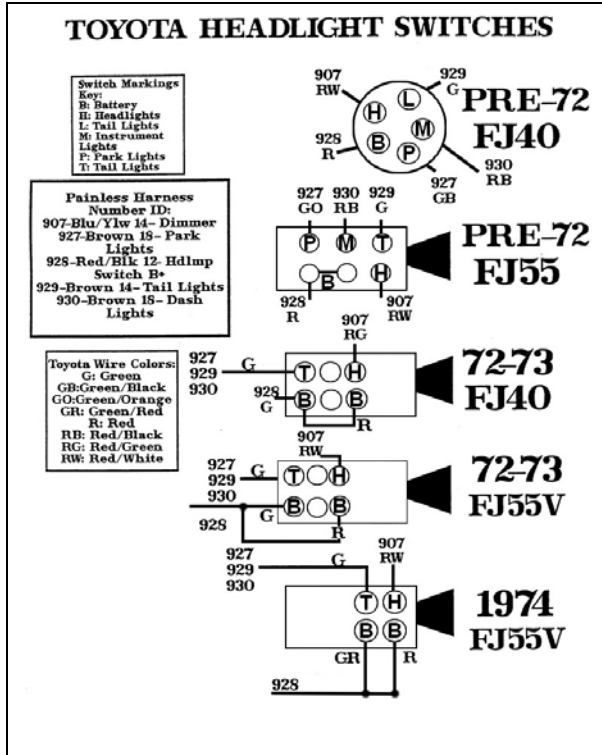 TOYOTA HEADLIGHT SWITCHES
Switch Markings
Key:
B: Battery
H: Headlights
L: Tail Lights
M: Instrument
Lights
P: Park Lights
T: Tail Lights
Painless Harness
Number ID:
907-Blu/Ylw 14- Dimmer
927-Brown 18- Park
Lights
928-Red/Blk 12- Hdlmp
Switch B+
929-Brown 14- Tail Lights
930-Brown 18- Dash
Lights
Toyota Wire Colors:
G: Green
GB:Green/Black
GO:Green/Orange
GR: Green/Red
R: Red
RB: Red/Black
RG: Red/Green
RW: Red/White
907
RW
929
G
H
L
M
B
P
928
R
930
RB
927
GB
PRE-72
FJ40
927
GO
930
RB
929
G
P
M
T
B
H
928
R
907
RW
PRE-72
FJ55
907
RG
927
929
930
G
T
H
928
G
B
B
R
72-73
FJ40
907
RW
927
929
930
G
T
H
G
B
B
928
R
72-73
FJ55V
927
929
930
G
907
RW
T
H
B
B
GR
R
928
1974
FJ55V